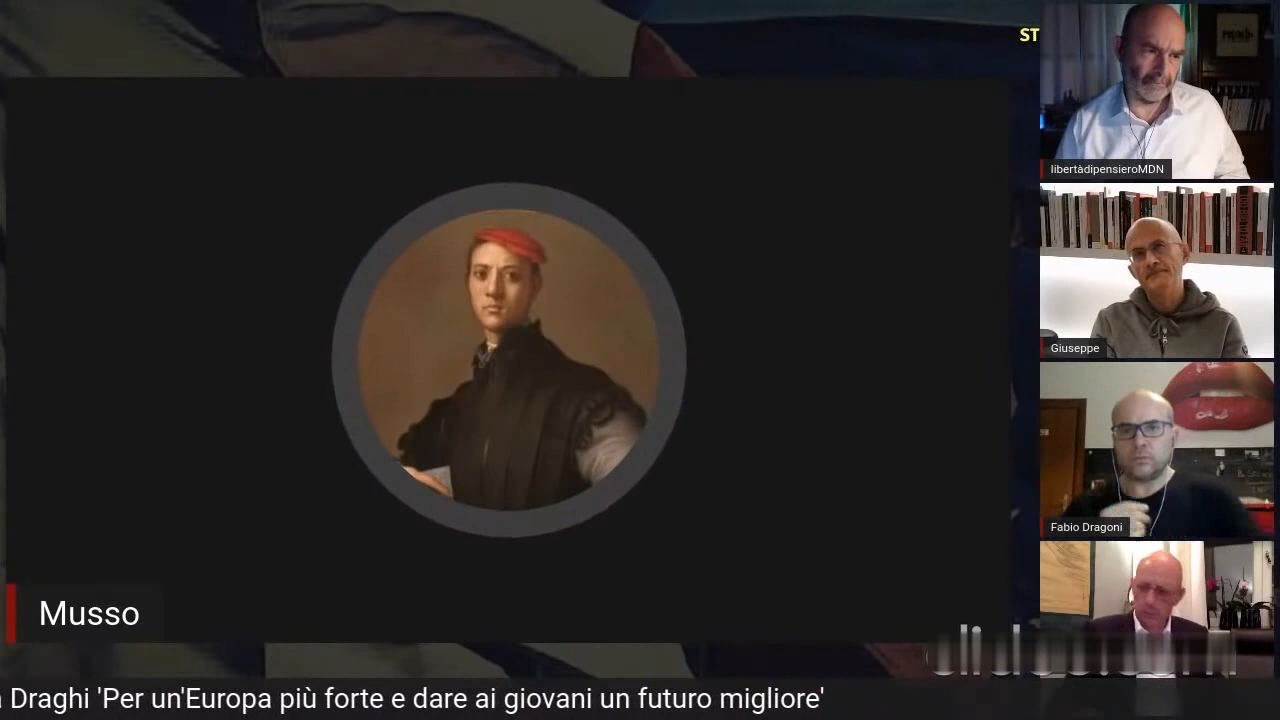 ST
libertàdipensieroMDN
Giuseppe
Fabio Dragoni
Musso
Draghi 'Per un'Europa più forte e dare ai giovani un futuro migliore'